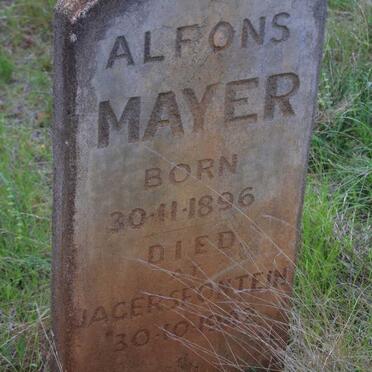 ALFONS
MAYER
BORN
30·11·1896
DIED
AT
JAGERSFONTEIN